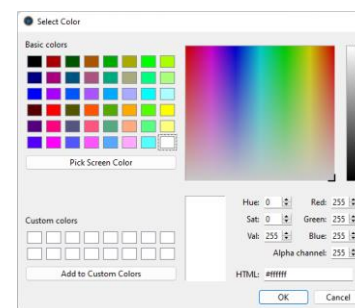 Select Color
Basic colors
Pick Screen Color
Custom colors
Add to Custom Colors
Hue: 0 Red: 255
Sat: 0 Green: 255
Val: 255 Blue: 255
Alpha channel: 255
HTML: #ffffff
OK Cancel